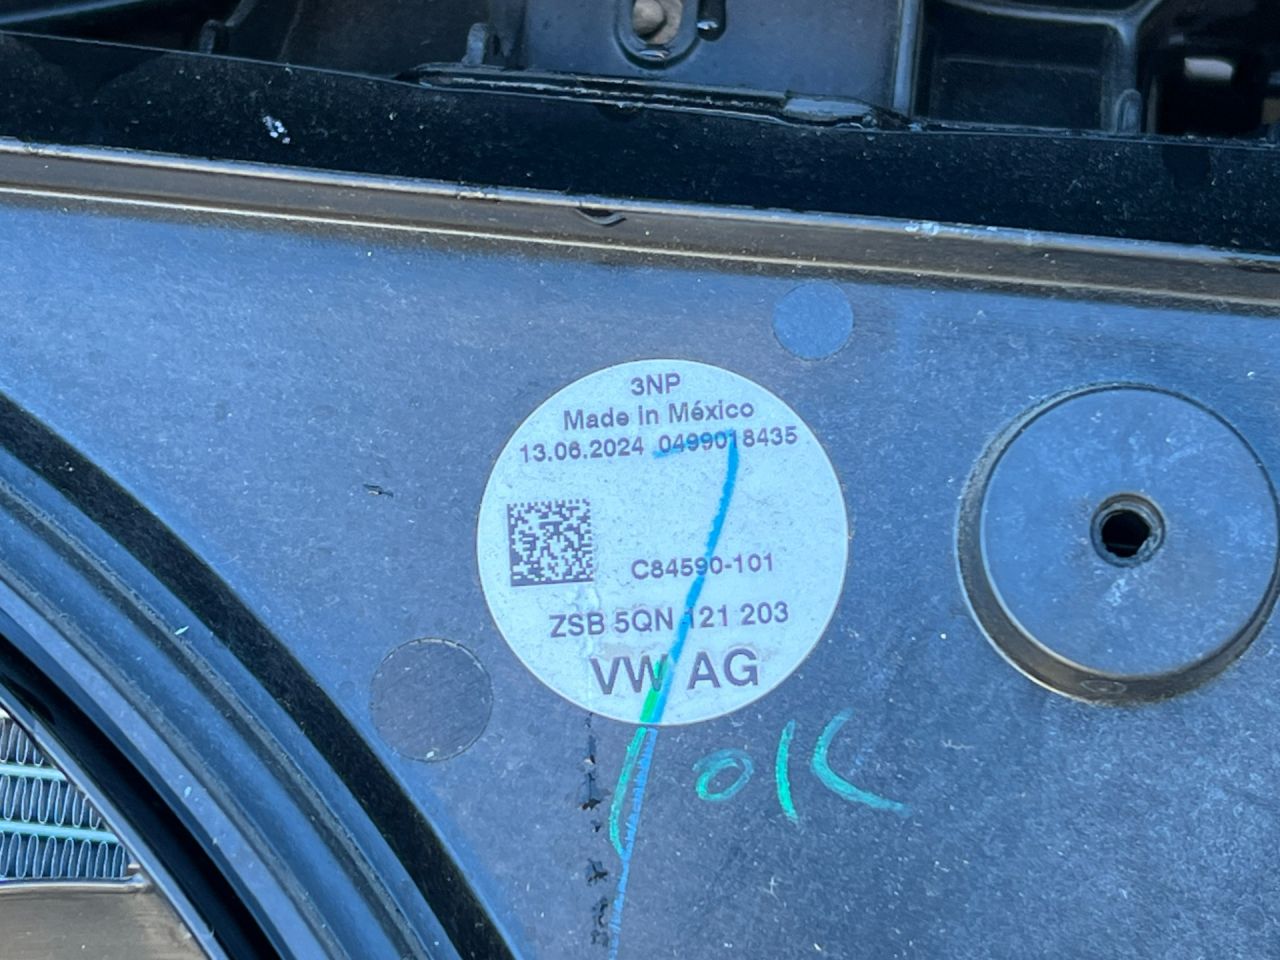 3NP
Made in México
13.06.2024 0499018435
C84590-101
ZSB 5QN 121 203
VW AG
OK